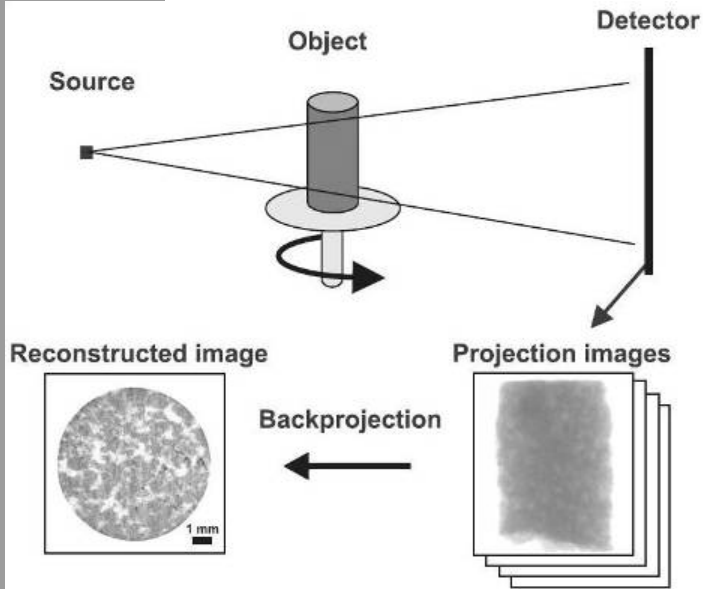 Detector
Object
Source
Reconstructed image
Projection images
Backprojection
1 mm